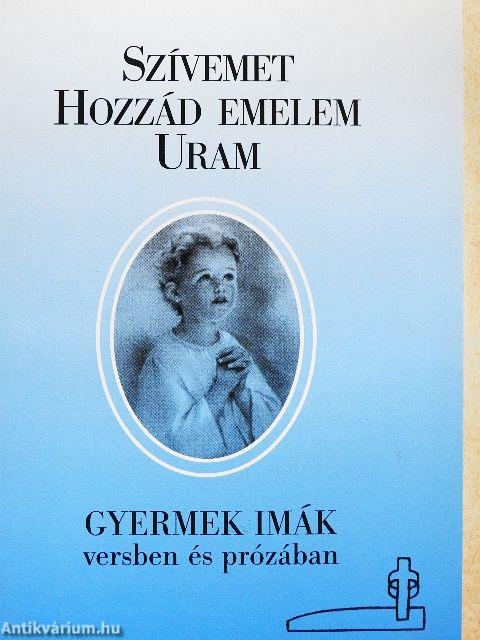 SZÍVEMET
HOZZÁD EMELEM
URAM
GYERMEK IMÁK
versben és prózában
Antikvárium.hu